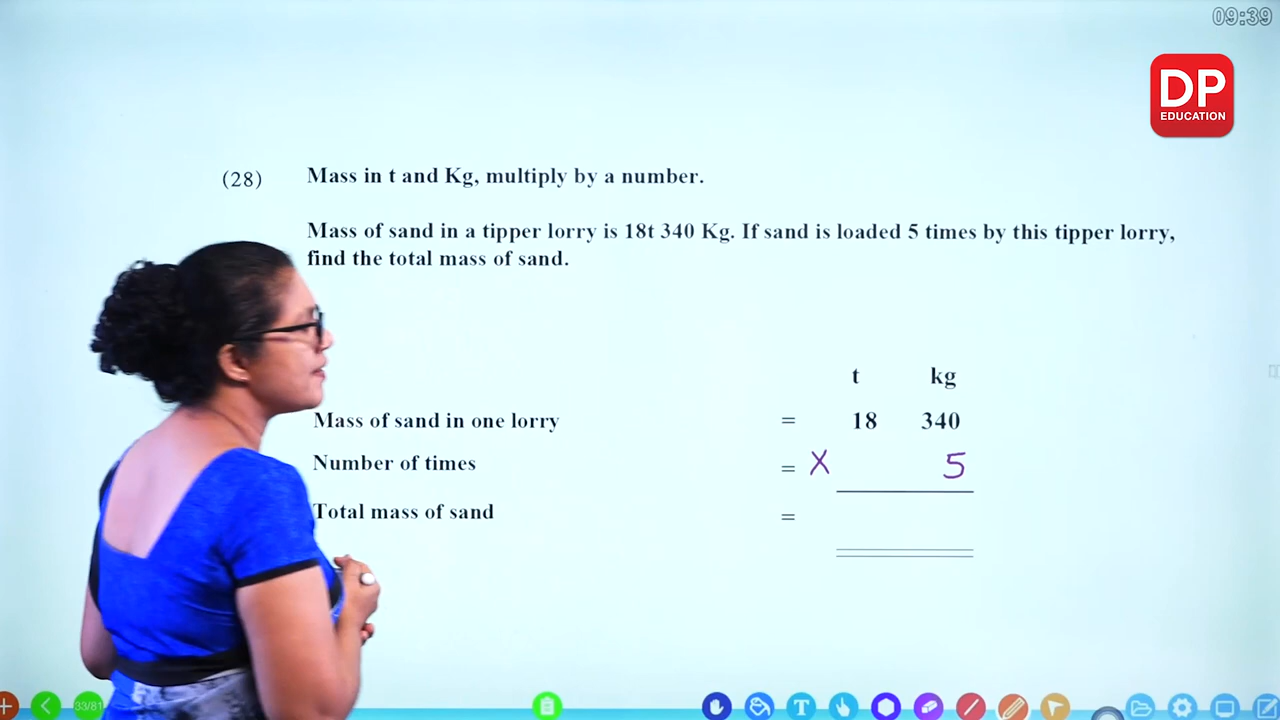 09:39
DP
EDUCATION
(28) Mass in t and Kg, multiply by a number.
Mass of sand in a tipper lorry is 18t 340 Kg. If sand is loaded 5 times by this tipper lorry,
find the total mass of sand.
t kg
Mass of sand in one lorry = 18 340
Number of times = X 5
Total mass of sand =
33/81
T